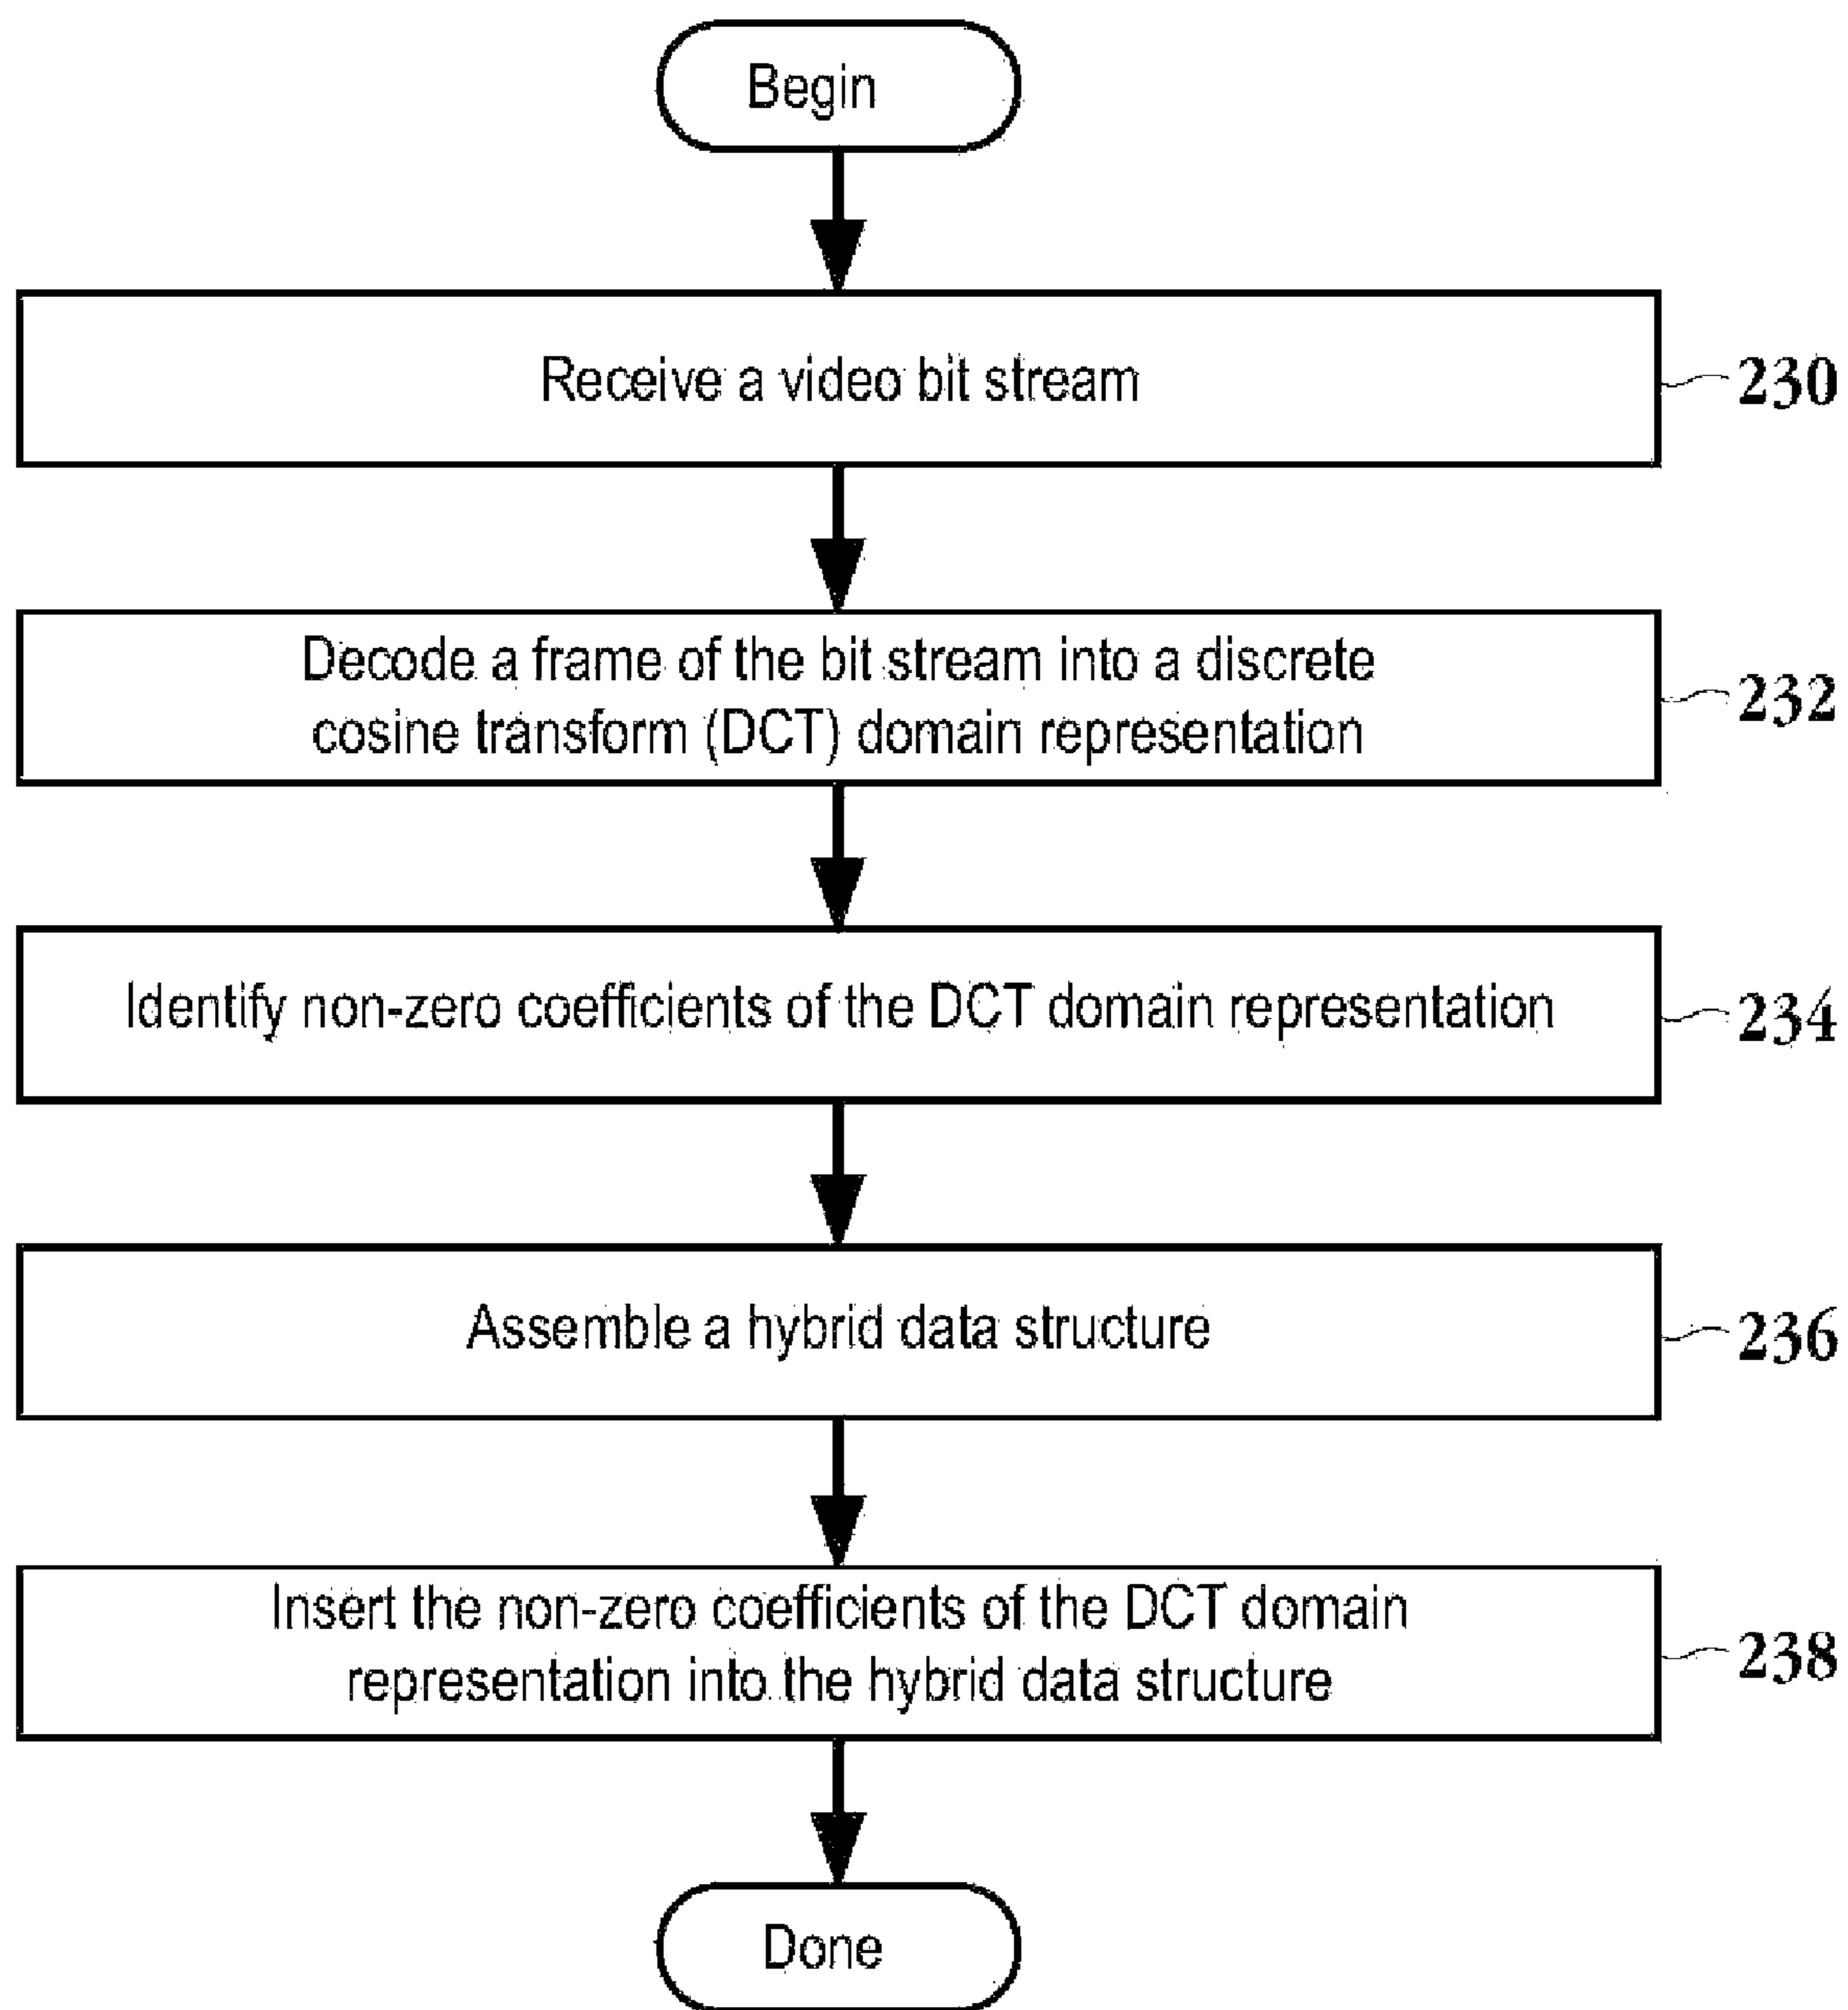 Begin
Receive a video bit stream
230
Decode a frame of the bit stream into a discrete
cosine transform (DCT) domain representation
232
Identify non-zero coefficients of the DCT domain representation
234
Assemble a hybrid data structure
236
Insert the non-zero coefficients of the DCT domain
representation into the hybrid data structure
238
Done